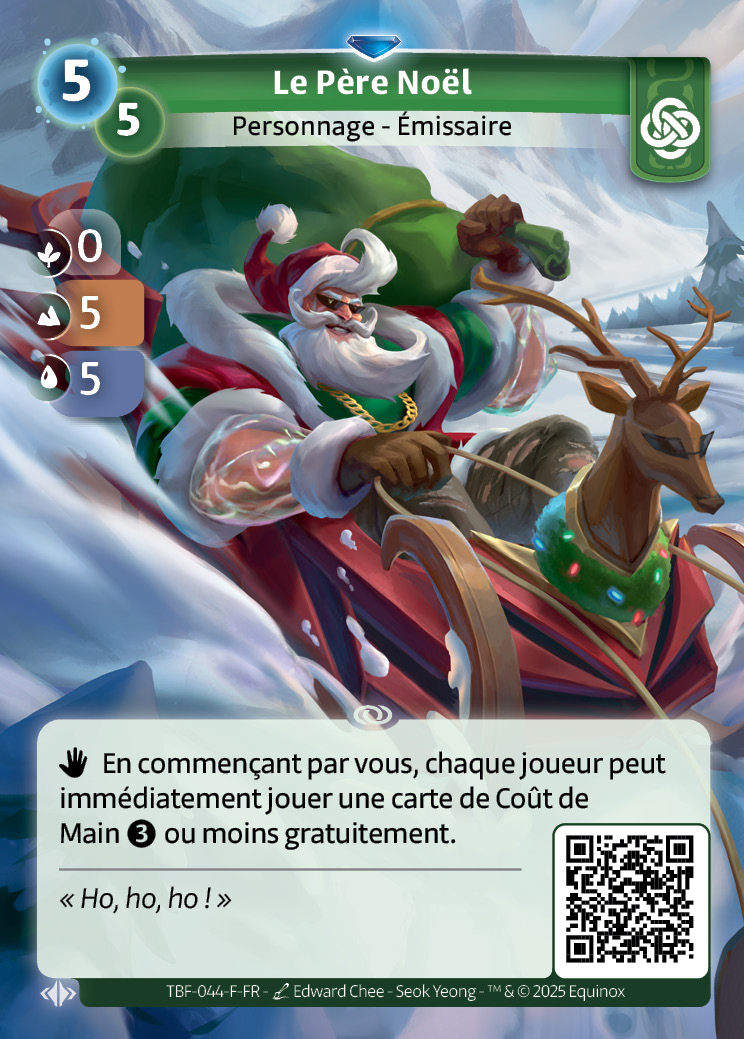 5
Le Père Noël
5
Personnage - Émissaire
0
5
5
En commençant par vous, chaque joueur peut
immédiatement jouer une carte de Coût de
Main 3 ou moins gratuitement.
« Ho, ho, ho ! »
TBF-044-F-FR - Edward Chee - Seok Yeong - ™ & © 2025 Equinox